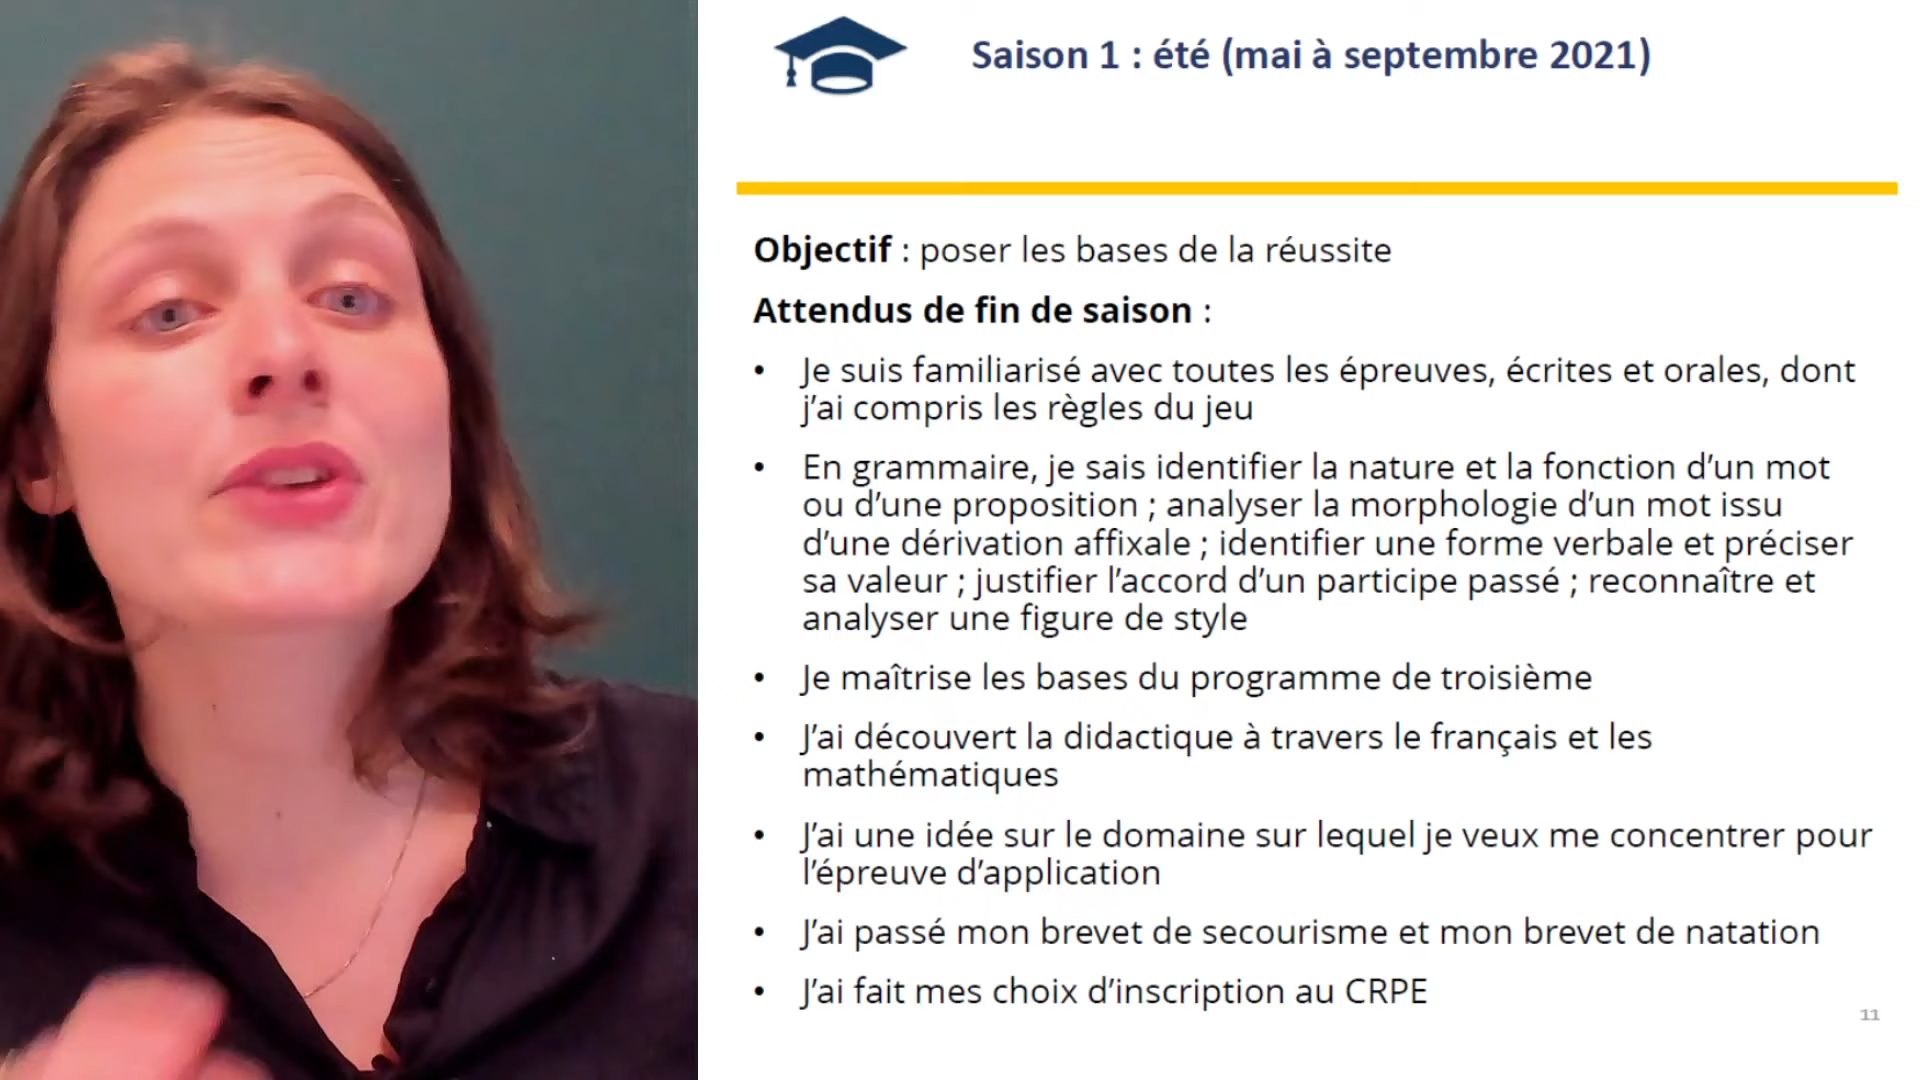 Saison 1 : été (mai à septembre 2021)
Objectif : poser les bases de la réussite
Attendus de fin de saison :
• Je suis familiarisé avec toutes les épreuves, écrites et orales, dont
j’ai compris les règles du jeu
• En grammaire, je sais identifier la nature et la fonction d’un mot
ou d’une proposition ; analyser la morphologie d’un mot issu
d’une dérivation affixale ; identifier une forme verbale et préciser
sa valeur ; justifier l’accord d’un participe passé ; reconnaître et
analyser une figure de style
• Je maîtrise les bases du programme de troisième
• J’ai découvert la didactique à travers le français et les
mathématiques
• J’ai une idée sur le domaine sur lequel je veux me concentrer pour
l’épreuve d’application
• J’ai passé mon brevet de secourisme et mon brevet de natation
• J’ai fait mes choix d’inscription au CRPE
11